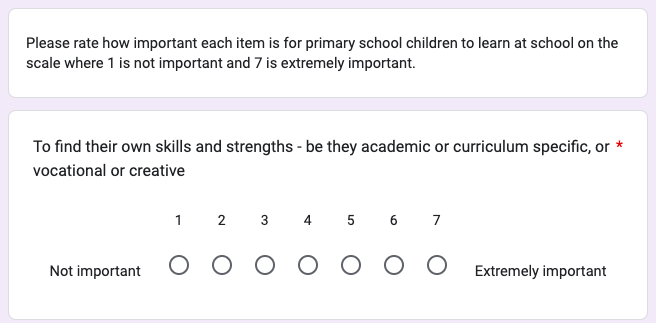 Please rate how important each item is for primary school children to learn at school on the
scale where 1 is not important and 7 is extremely important.
To find their own skills and strengths - be they academic or curriculum specific, or *
vocational or creative
1 2 3 4 5 6 7
Not important Extremely important